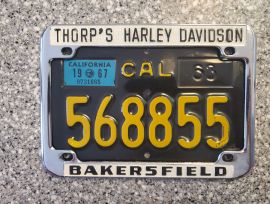 THORP'S HARLEY DAVIDSON
CALIFORNIA
19 67
CAL 63
568855
BAKERSFIELD